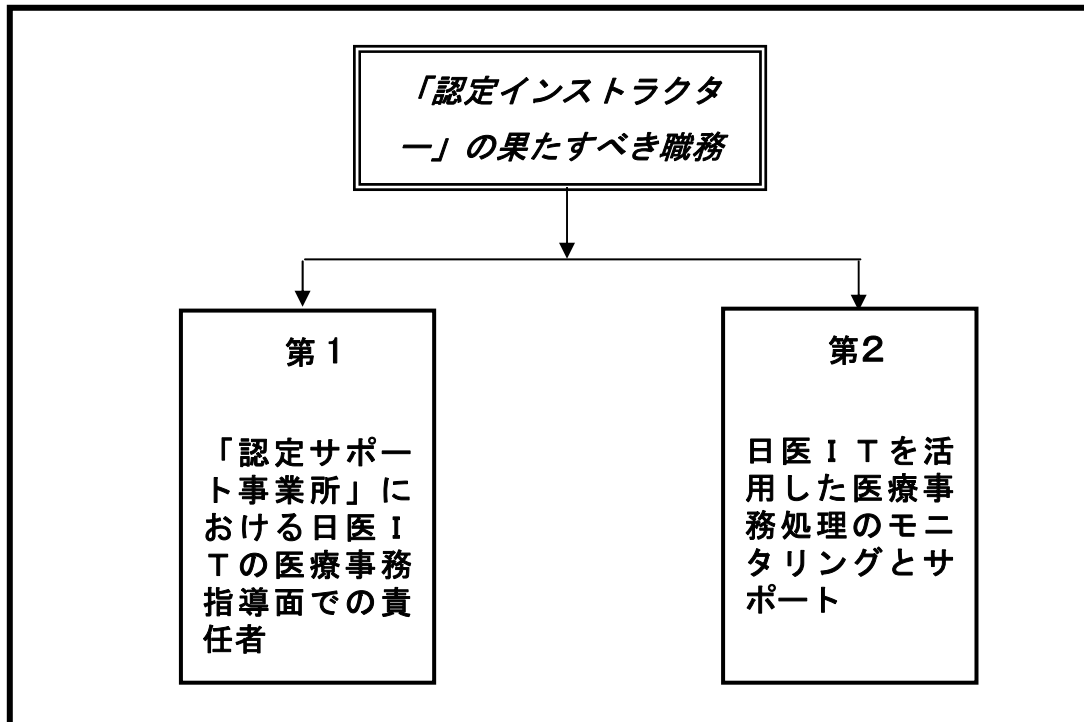 「認定インストラクタ
ー」の果たすべき職務
第１
「認定サポー
ト事業所」に
おける日医Ｉ
Ｔの医療事務
指導面での責
任者
第２
日医ＩＴを活
用した医療事
務処理のモニ
タリングとサ
ポート